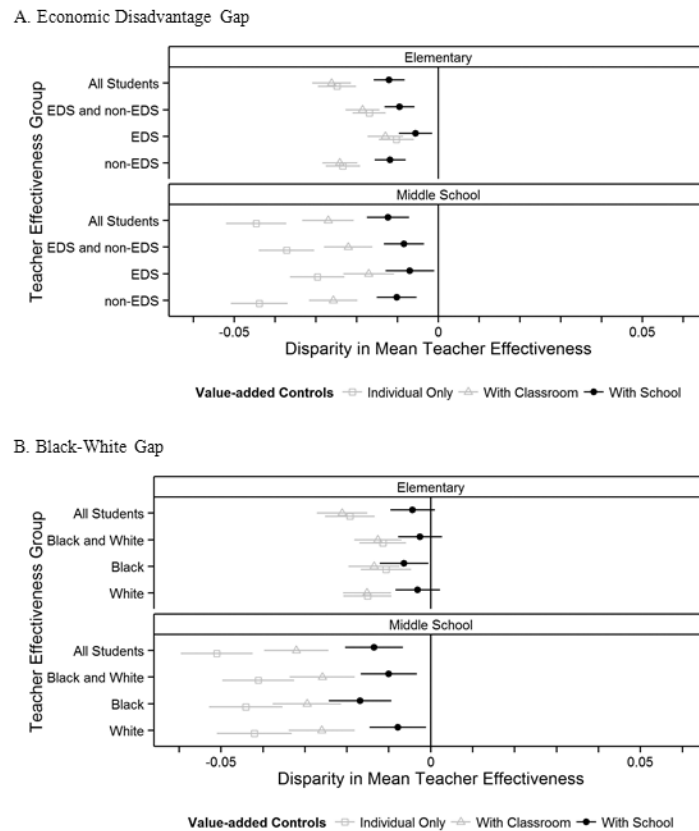 A. Economic Disadvantage Gap
Elementary
All Students
EDS and non-EDS
EDS
non-EDS
Middle School
All Students
EDS and non-EDS
EDS
non-EDS
Teacher Effectiveness Group
-0.05 0 0.05
Disparity in Mean Teacher Effectiveness
Value-added Controls Individual Only With Classroom With School
B. Black-White Gap
Elementary
All Students
Black and White
Black
White
Middle School
All Students
Black and White
Black
White
Teacher Effectiveness Group
-0.05 0 0.05
Disparity in Mean Teacher Effectiveness
Value-added Controls Individual Only With Classroom With School